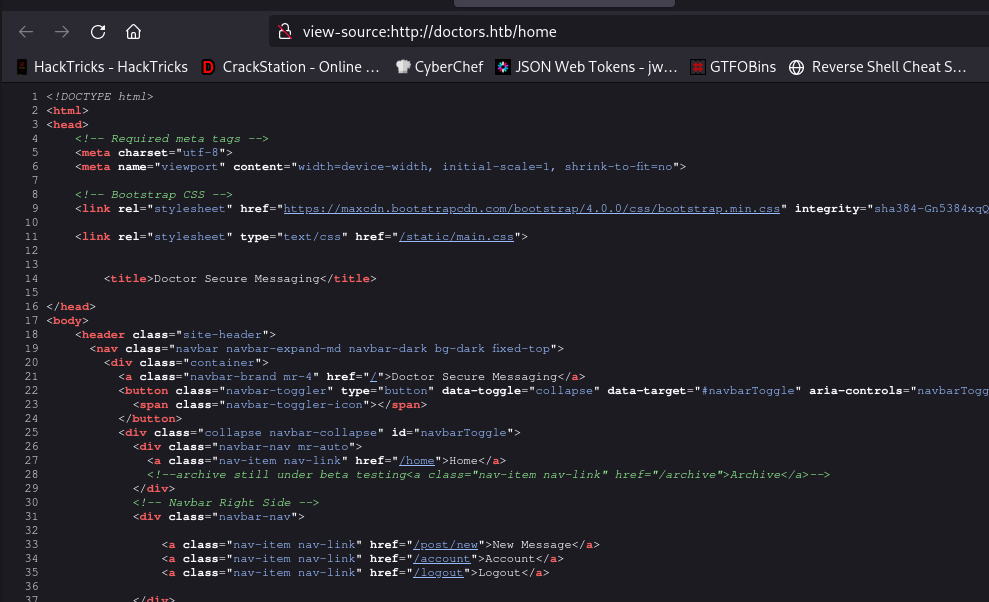 view-source:http://doctors.htb/home
HackTricks - HackTricks D CrackStation - Online ... CyberChef JSON Web Tokens - jw... GTFOBins Reverse Shell Cheat S...
1 <!DOCTYPE html>
2 <html>
3 <head>
4 <!-- Required meta tags -->
5 <meta charset="utf-8">
6 <meta name="viewport" content="width=device-width, initial-scale=1, shrink-to-fit=no">
7
8 <!-- Bootstrap CSS -->
9 <link rel="stylesheet" href="https://maxcdn.bootstrapcdn.com/bootstrap/4.0.0/css/bootstrap.min.css" integrity="sha384-Gn5384xqQ
10
11 <link rel="stylesheet" type="text/css" href="/static/main.css">
12
13
14 <title>Doctor Secure Messaging</title>
15
16 </head>
17 <body>
18 <header class="site-header">
19 <nav class="navbar navbar-expand-md navbar-dark bg-dark fixed-top">
20 <div class="container">
21 <a class="navbar-brand mr-4" href="/">Doctor Secure Messaging</a>
22 <button class="navbar-toggler" type="button" data-toggle="collapse" data-target="#navbarToggle" aria-controls="navbarTogg
23 <span class="navbar-toggler-icon"></span>
24 </button>
25 <div class="collapse navbar-collapse" id="navbarToggle">
26 <div class="navbar-nav mr-auto">
27 <a class="nav-item nav-link" href="/home">Home</a>
28 <!--archive still under beta testing<a class="nav-item nav-link" href="/archive">Archive</a>-->
29 </div>
30 <!-- Navbar Right Side -->
31 <div class="navbar-nav">
32
33 <a class="nav-item nav-link" href="/post/new">New Message</a>
34 <a class="nav-item nav-link" href="/account">Account</a>
35 <a class="nav-item nav-link" href="/logout">Logout</a>
36
37 </div>